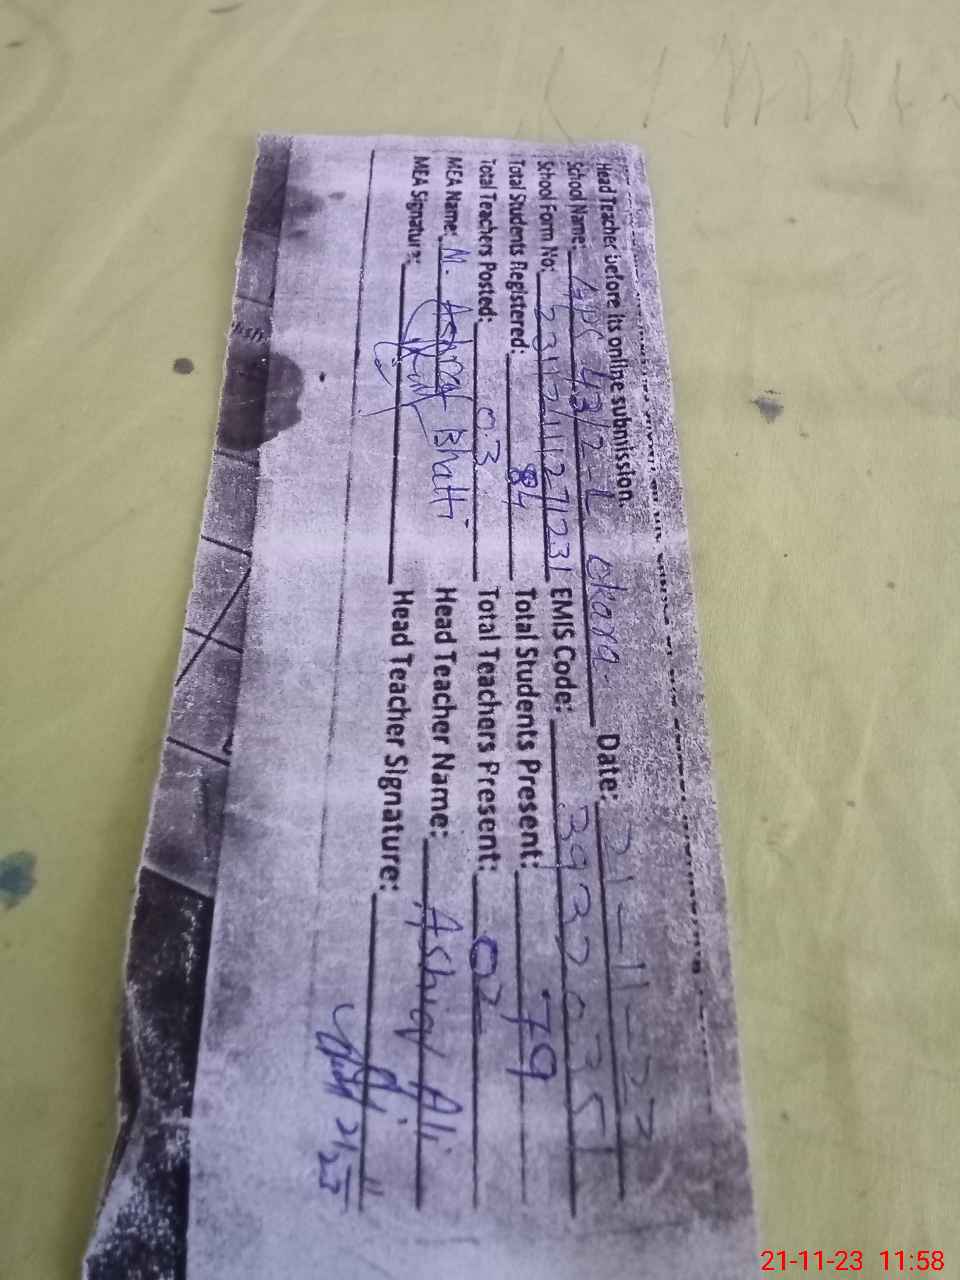 Head Teacher before its online submission.
School Name: GPS 43/2-L okara Date: 21-11-23
School Form No: EMIS Code: 39320351
Total Students Registered: 84 Total Students Present: 79
Total Teachers Posted: 03 Total Teachers Present: 02
MEA Name: M. Ashraf Bhatti Head Teacher Name: Ali
MEA Signature: Head Teacher Signature:
21-11-23 11:58